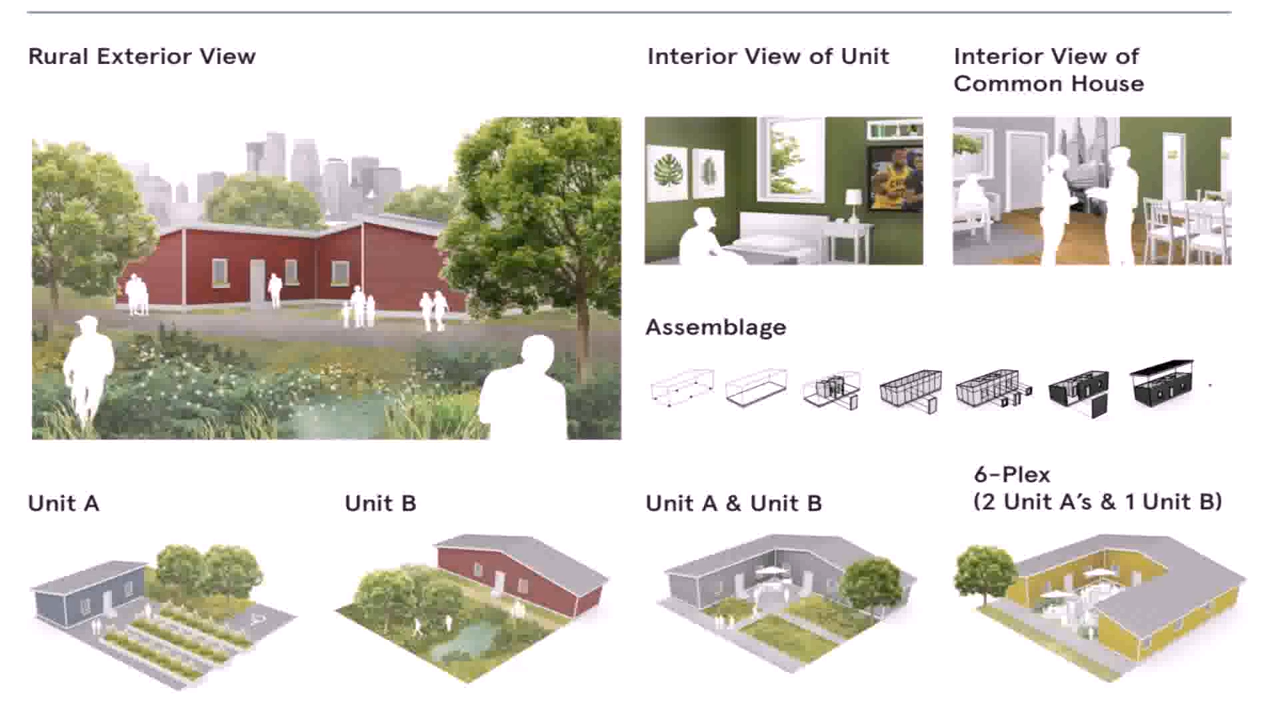 Rural Exterior View
Interior View of Unit
Interior View of
Common House
Assemblage
Unit A
Unit B
Unit A & Unit B
6-Plex
(2 Unit A's & 1 Unit B)